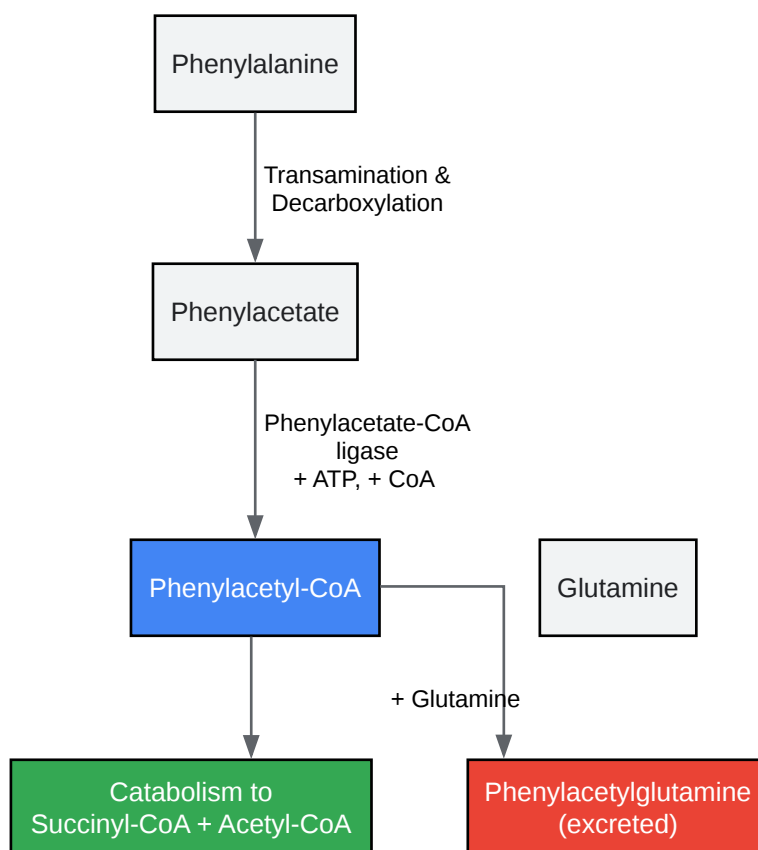 Phenylalanine
Transamination &
Decarboxylation
Phenylacetate
Phenylacetate-CoA
ligase
+ ATP, + CoA
Phenylacetyl-CoA
Glutamine
+ Glutamine
Catabolism to
Succinyl-CoA + Acetyl-CoA
Phenylacetylglutamine
(excreted)